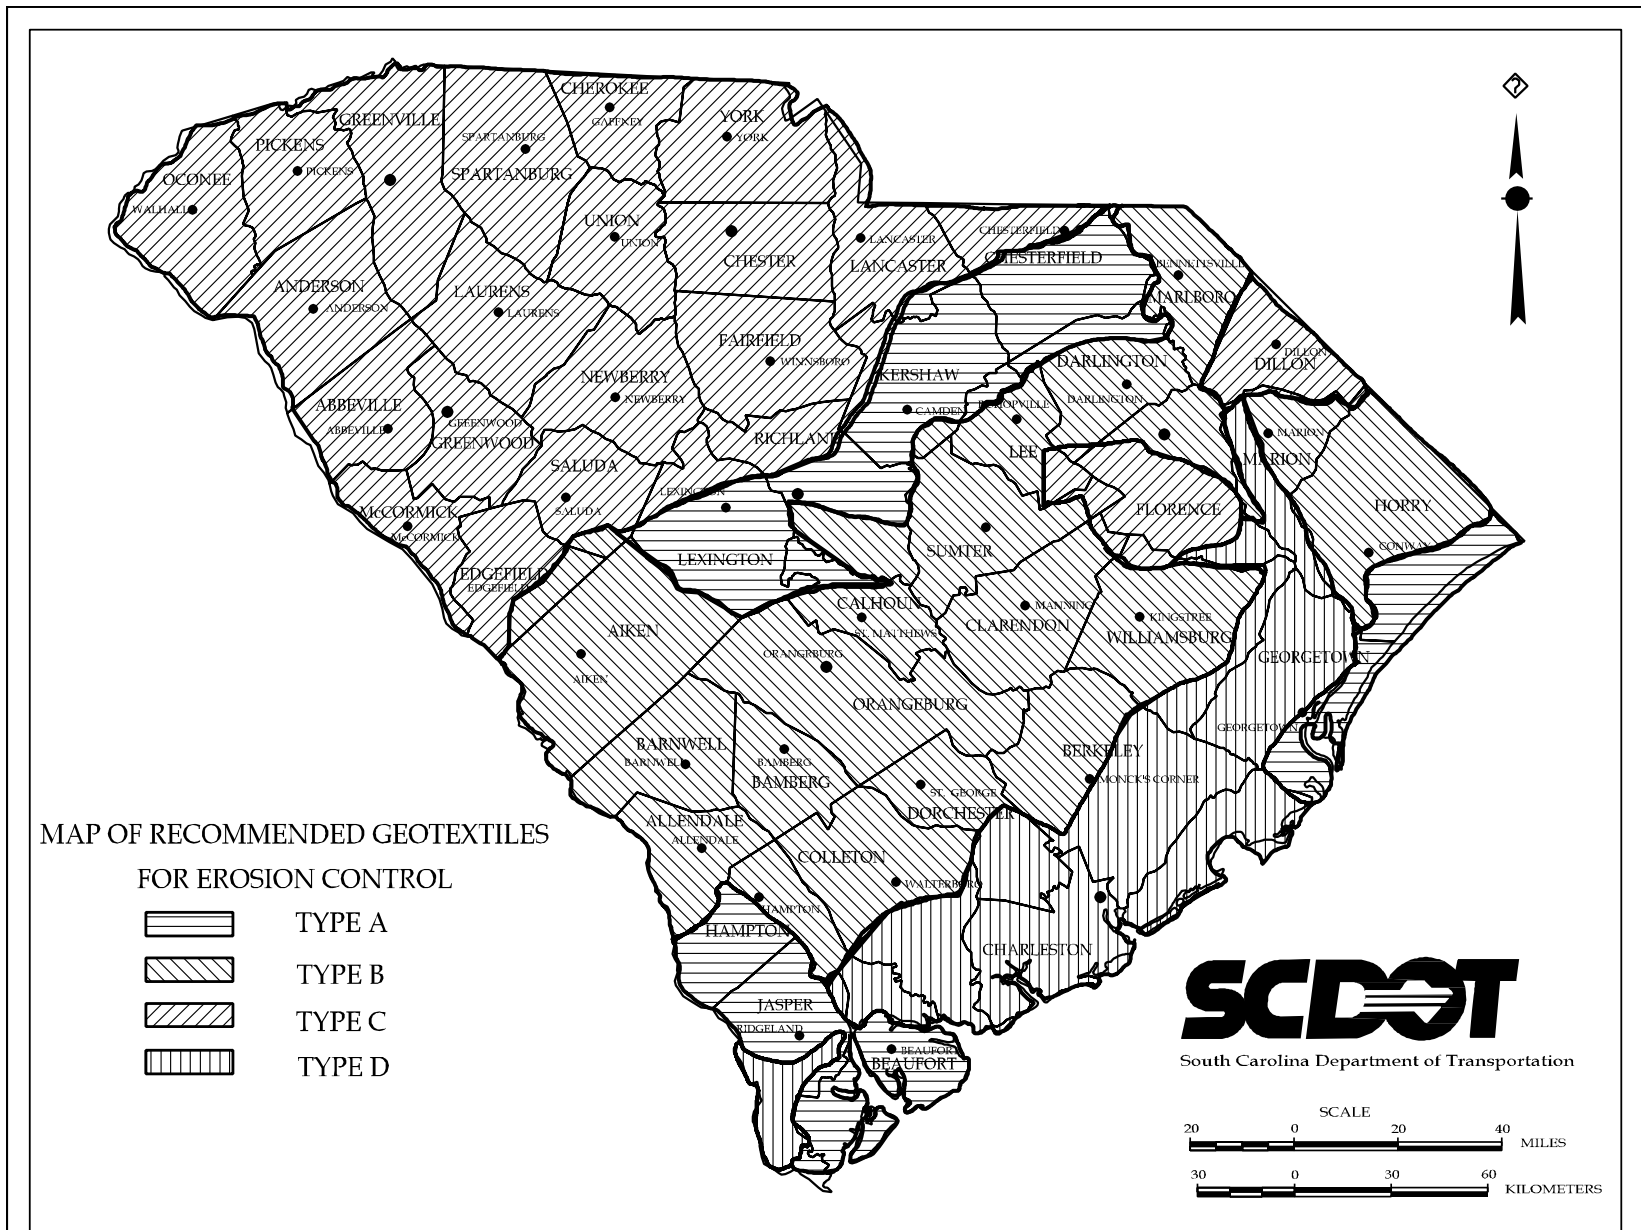 CHEROKEE
GAFFNEY
YORK
YORK
GREENVILLE
SPARTANBURG
SPARTANBURG
PICKENS
PICKENS
OCONEE
WALHALL
UNION
UNION
CHESTER
LANCASTER
LANCASTER
CHESTERFIELD
CHESTERFIELD
BENNETTSVILLE
MARLBORO
ANDERSON
ANDERSON
LAURENS
LAURENS
FAIRFIELD
WINNSBORO
KERSHAW
CAMDEN
DARLINGTON
DARLINGTON
DILLON
DILLON
NEWBERRY
NEWBERRY
ABBEVILLE
ABBEVILLE
GREENWOOD
RICHLAND
LEE
MARION
MARION
SALUDA
SALUDA
LEXINGTON
LEXINGTON
FLORENCE
HORRY
CONWAY
McCORMICK
McCORMICK
SUMTER
EDGEFIELD
EDGEFIELD
CALHOUN
ST. MATTHEWS
MANNING
CLARENDON
KINGSTREE
WILLIAMSBURG
AIKEN
AIKEN
ORANGRBURG
ORANGEBURG
GEORGETOWN
GEORGETOWN
BARNWELL
BARNWELL
BAMBERG
BAMBERG
BERKELEY
MONCK'S CORNER
ST. GEORGE
DORCHESTER
ALLENDALE
ALLENDALE
COLLETON
WALTERBORO
HAMPTON
HAMPTON
CHARLESTON
JASPER
RIDGELAND
BEAUFORT
BEAUFORT
MAP OF RECOMMENDED GEOTEXTILES
FOR EROSION CONTROL
TYPE A
TYPE B
TYPE C
TYPE D
SCDOT
South Carolina Department of Transportation
SCALE
20 0 20 40
MILES
30 0 30 60
KILOMETERS